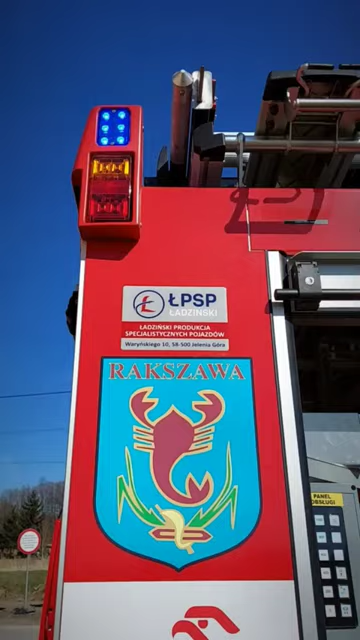 ŁPSP
ŁADZIŃSKI
ŁADZIŃSKI PRODUKCJA
SPECJALISTYCZNYCH POJAZDÓW
Waryńskiego 10, 58-500 Jelenia Góra
RAKSZAWA
PANEL
OBSŁUGI